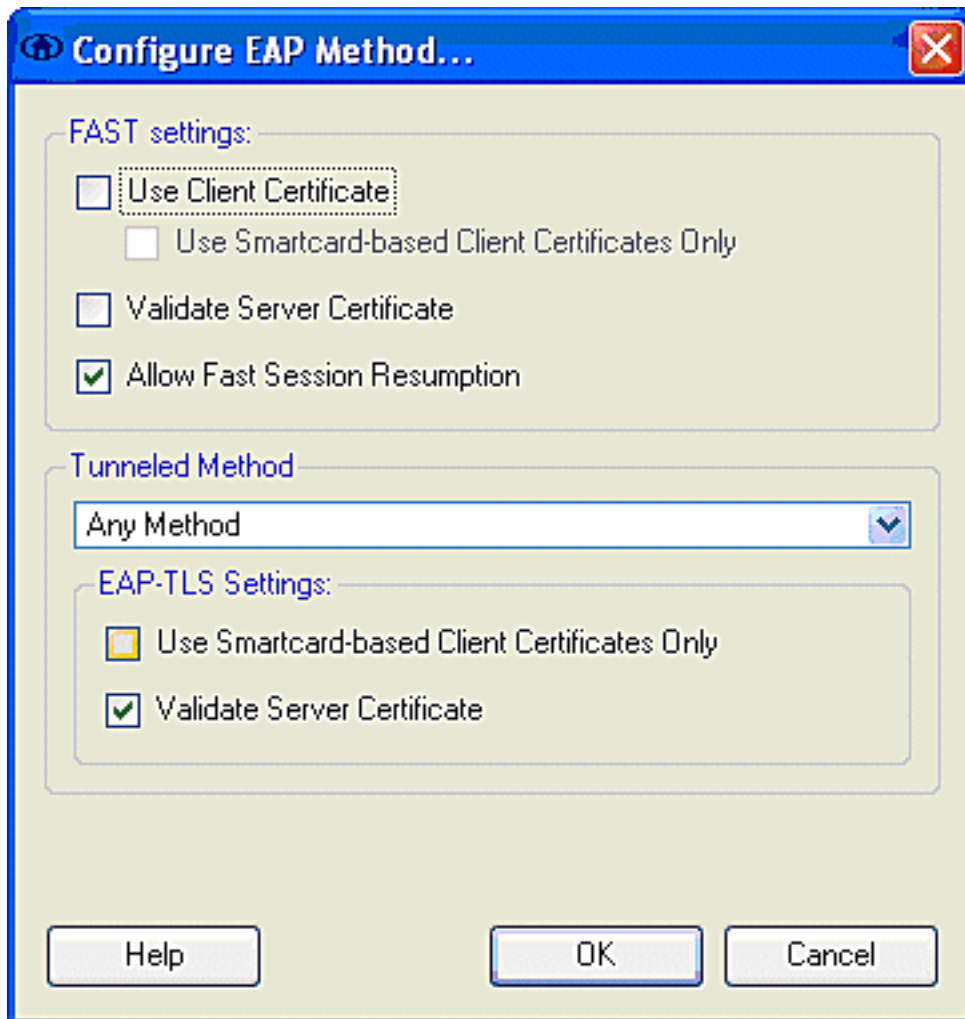 Configure EAP Method...
FAST settings:
Use Client Certificate
Use Smartcard-based Client Certificates Only
Validate Server Certificate
Allow Fast Session Resumption
Tunneled Method
Any Method
EAP-TLS Settings:
Use Smartcard-based Client Certificates Only
Validate Server Certificate
Help
OK
Cancel